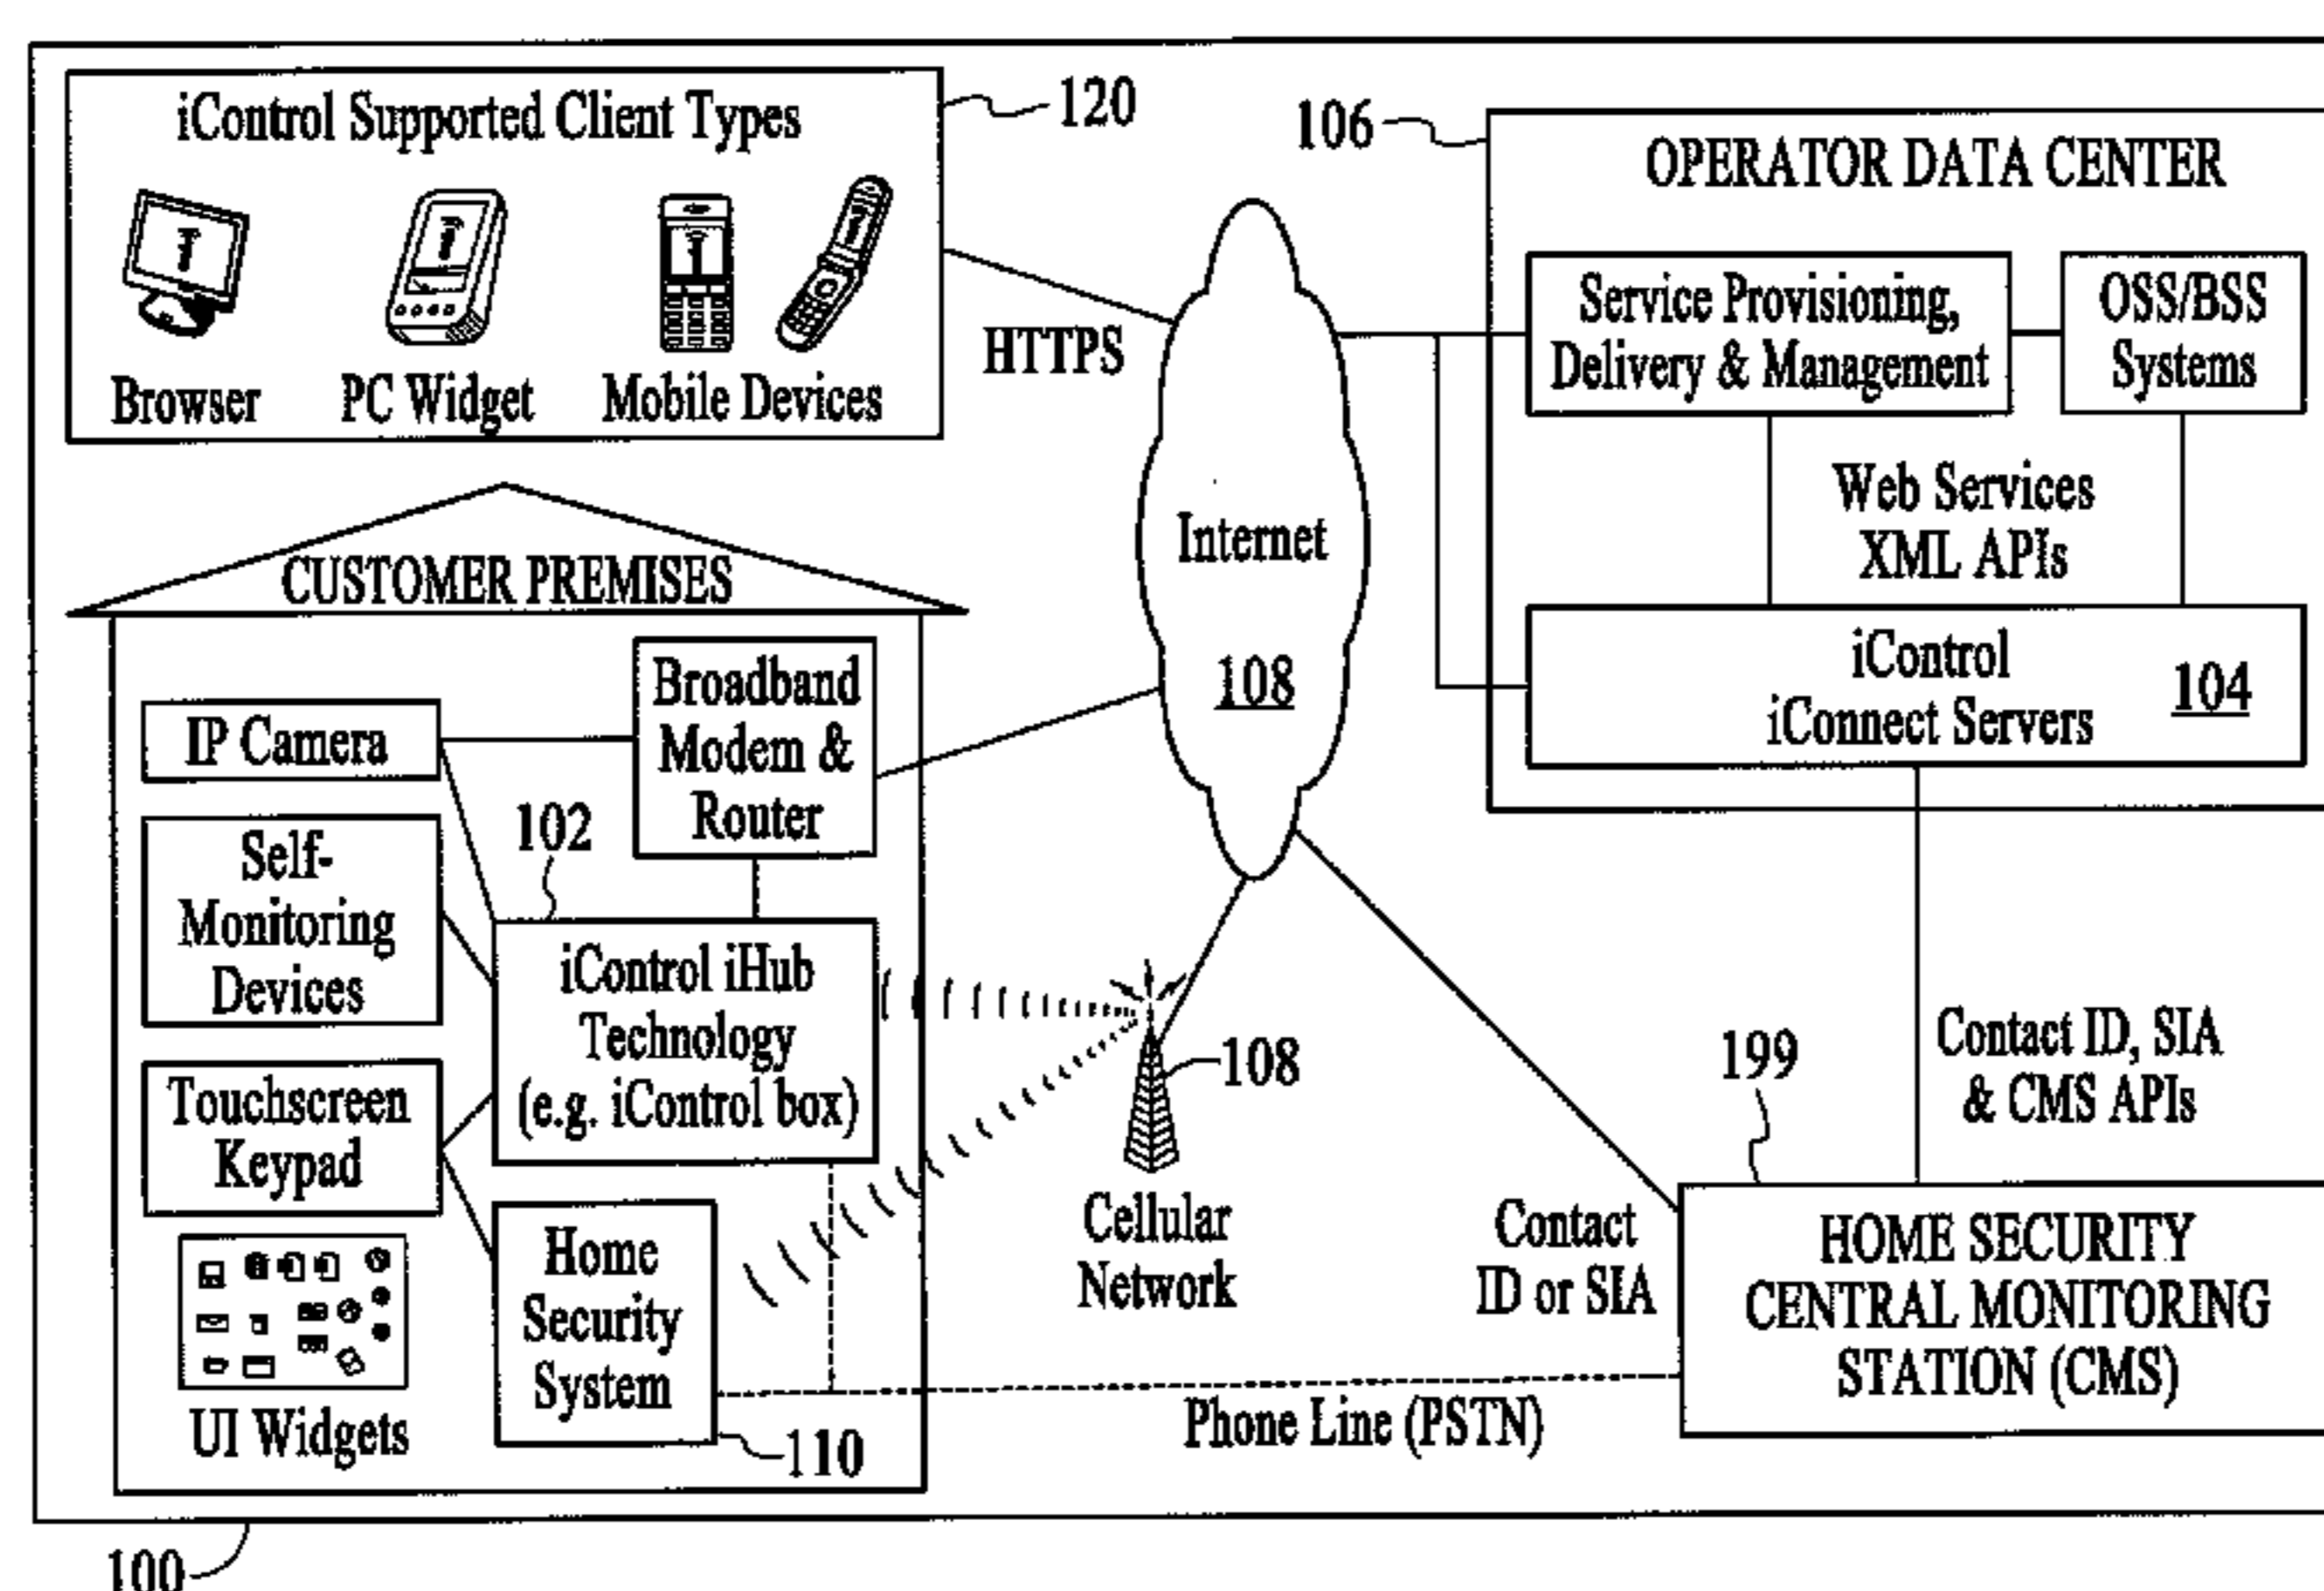 iControl Supported Client Types
120
Browser
PC Widget
Mobile Devices
HTTPS
106
OPERATOR DATA CENTER
Service Provisioning,
Delivery & Management
OSS/BSS
Systems
Web Services
XML APIs
iControl
iConnect Servers
104
Internet
108
CUSTOMER PREMISES
IP Camera
Broadband
Modem &
Router
102
Self-
Monitoring
Devices
iControl iHub
Technology
(e.g. iControl box)
Touchscreen
Keypad
Home
Security
System
110
UI Widgets
108
Cellular
Network
Contact ID, SIA
& CMS APIs
199
Contact
ID or SIA
HOME SECURITY
CENTRAL MONITORING
STATION (CMS)
Phone Line (PSTN)
100